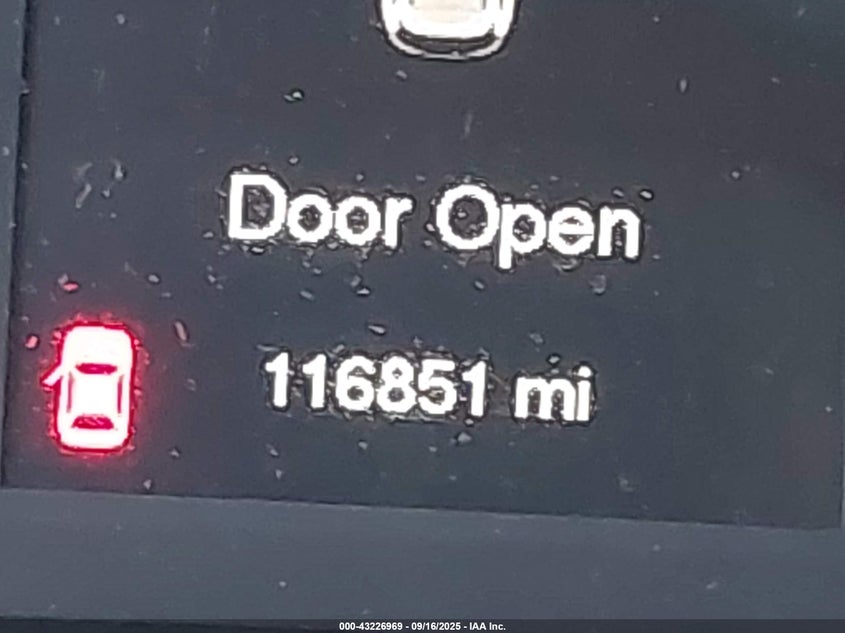 Door Open
116851 mi
000-43226969 - 09/16/2025 - IAA Inc.